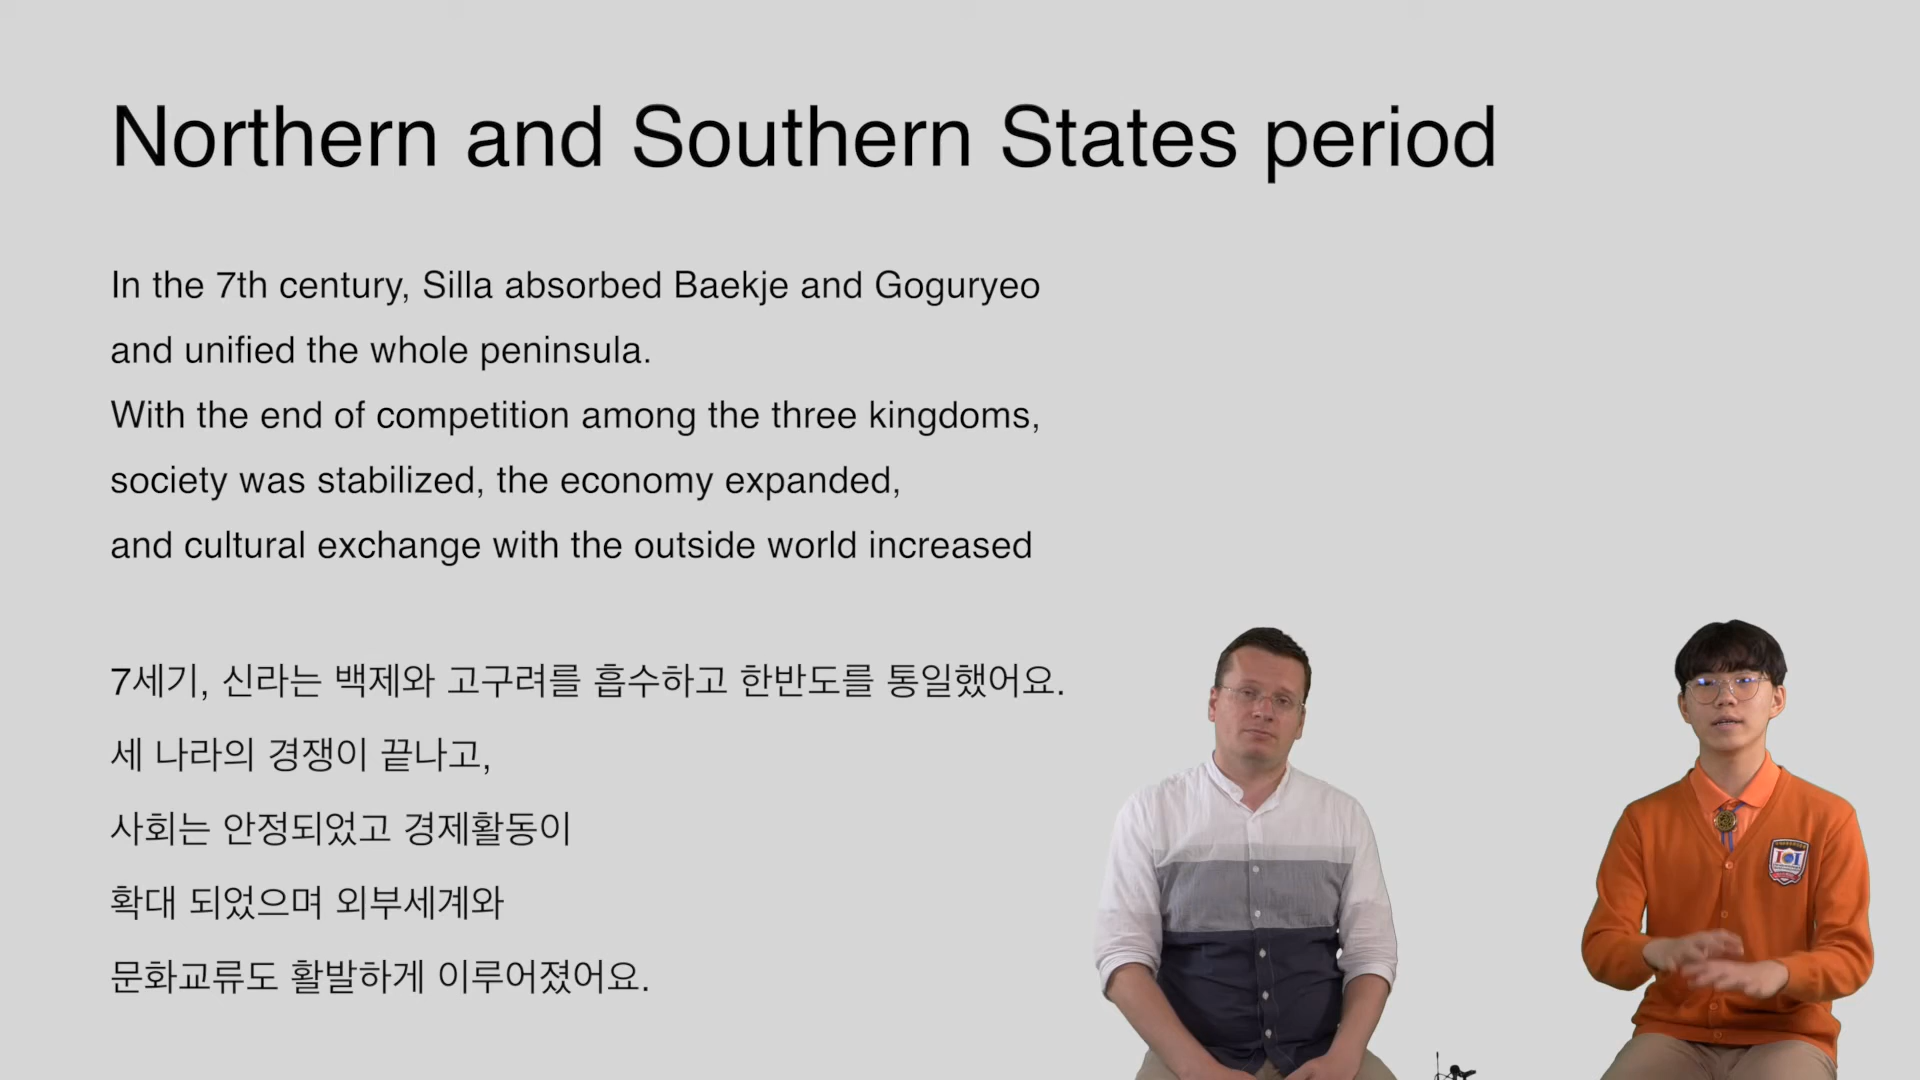 Northern and Southern States period
In the 7th century, Silla absorbed Baekje and Goguryeo
and unified the whole peninsula.
With the end of competition among the three kingdoms,
society was stabilized, the economy expanded,
and cultural exchange with the outside world increased
7세기, 신라는 백제와 고구려를 흡수하고 한반도를 통일했어요.
세 나라의 경쟁이 끝나고,
사회는 안정되었고 경제활동이
확대 되었으며 외부세계와
문화교류도 활발하게 이루어졌어요.